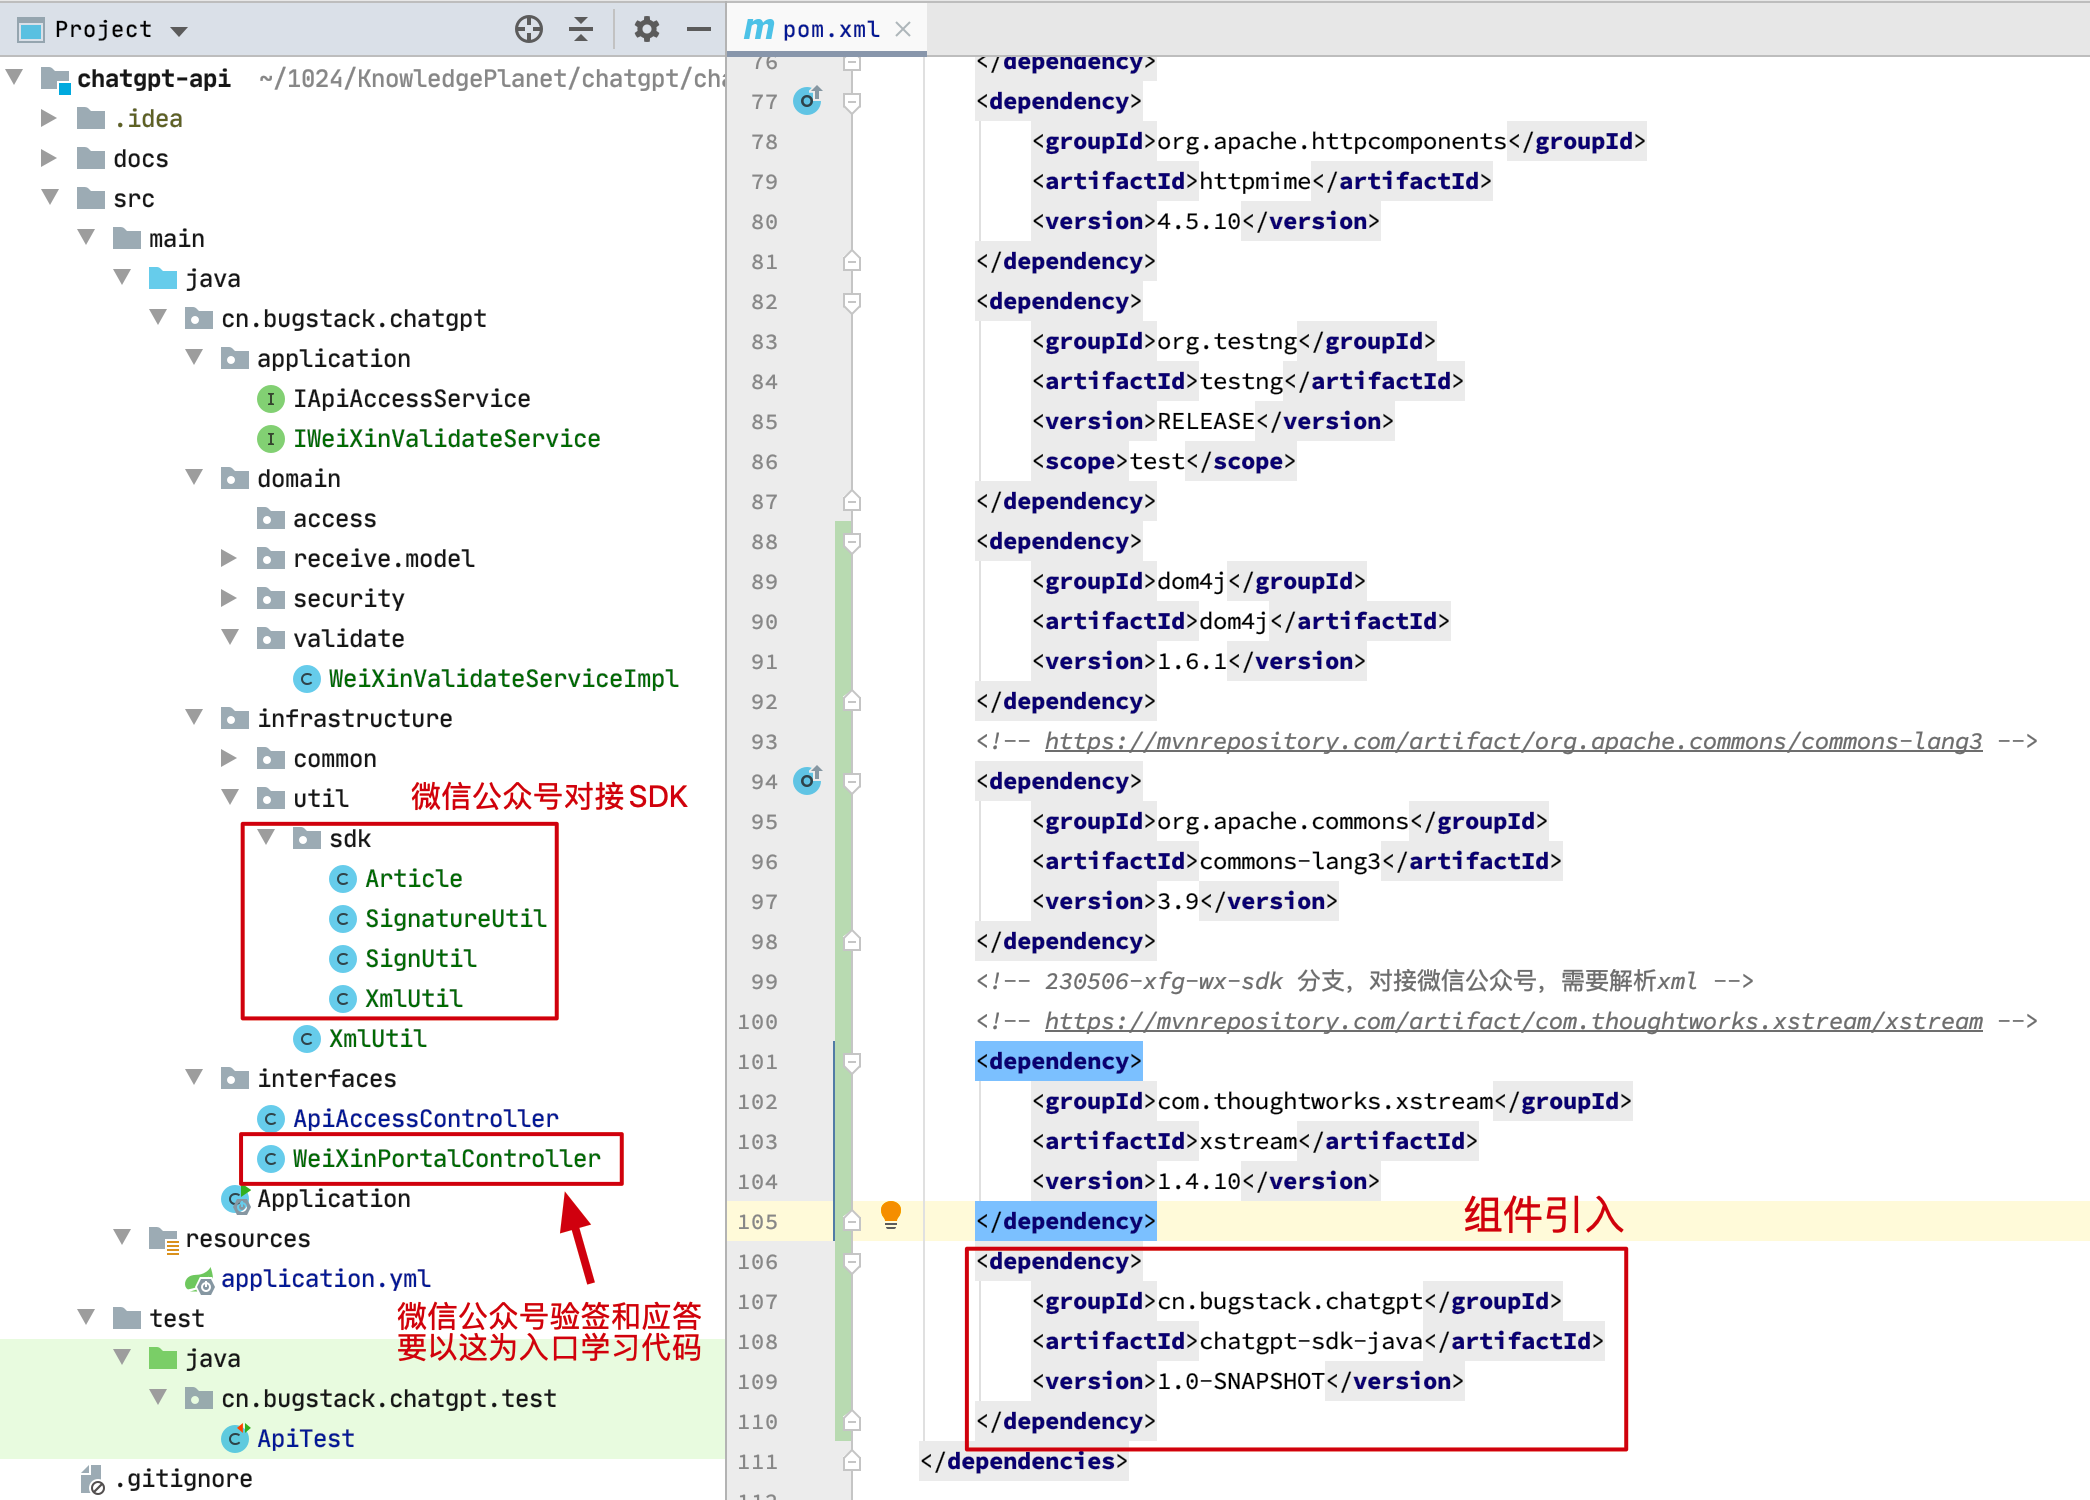 Project
chatgpt-api ~/1024/KnowledgePlanet/chatgpt/cha
.idea
docs
src
main
java
cn.bugstack.chatgpt
application
IApiAccessService
IWeiXinValidateService
domain
access
receive.model
security
validate
WeiXinValidateServiceImpl
infrastructure
common
util
微信公众号对接SDK
sdk
Article
SignatureUtil
SignUtil
XmlUtil
XmlUtil
interfaces
ApiAccessController
WeiXinPortalController
Application
resources
application.yml
微信公众号验签和应答
要以这为入口学习代码
test
java
cn.bugstack.chatgpt.test
ApiTest
.gitignore
pom.xml
76 </dependency>
77 <dependency>
78 <groupId>org.apache.httpcomponents</groupId>
79 <artifactId>httpmime</artifactId>
80 <version>4.5.10</version>
81 </dependency>
82 <dependency>
83 <groupId>org.testng</groupId>
84 <artifactId>testng</artifactId>
85 <version>RELEASE</version>
86 <scope>test</scope>
87 </dependency>
88 <dependency>
89 <groupId>dom4j</groupId>
90 <artifactId>dom4j</artifactId>
91 <version>1.6.1</version>
92 </dependency>
93 <!-- https://mvnrepository.com/artifact/org.apache.commons/commons-lang3 -->
94 <dependency>
95 <groupId>org.apache.commons</groupId>
96 <artifactId>commons-lang3</artifactId>
97 <version>3.9</version>
98 </dependency>
99 <!-- 230506-xfg-wx-sdk 分支，对接微信公众号，需要解析xml -->
100 <!-- https://mvnrepository.com/artifact/com.thoughtworks.xstream/xstream -->
101 <dependency>
102 <groupId>com.thoughtworks.xstream</groupId>
103 <artifactId>xstream</artifactId>
104 <version>1.4.10</version>
105 </dependency>
组件引入
106 <dependency>
107 <groupId>cn.bugstack.chatgpt</groupId>
108 <artifactId>chatgpt-sdk-java</artifactId>
109 <version>1.0-SNAPSHOT</version>
110 </dependency>
111 </dependencies>
112